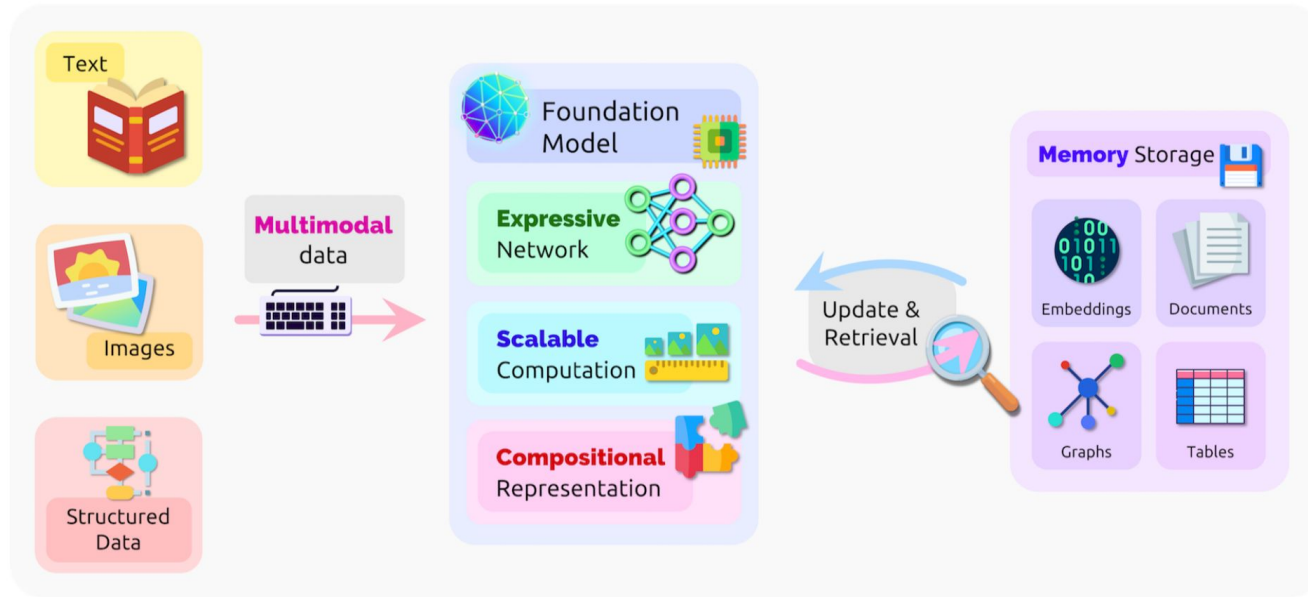 Text
Images
Structured
Data
Multimodal
data
Foundation
Model
Expressive
Network
Scalable
Computation
Compositional
Representation
Update &
Retrieval
Memory Storage
Embeddings
Documents
Graphs
Tables